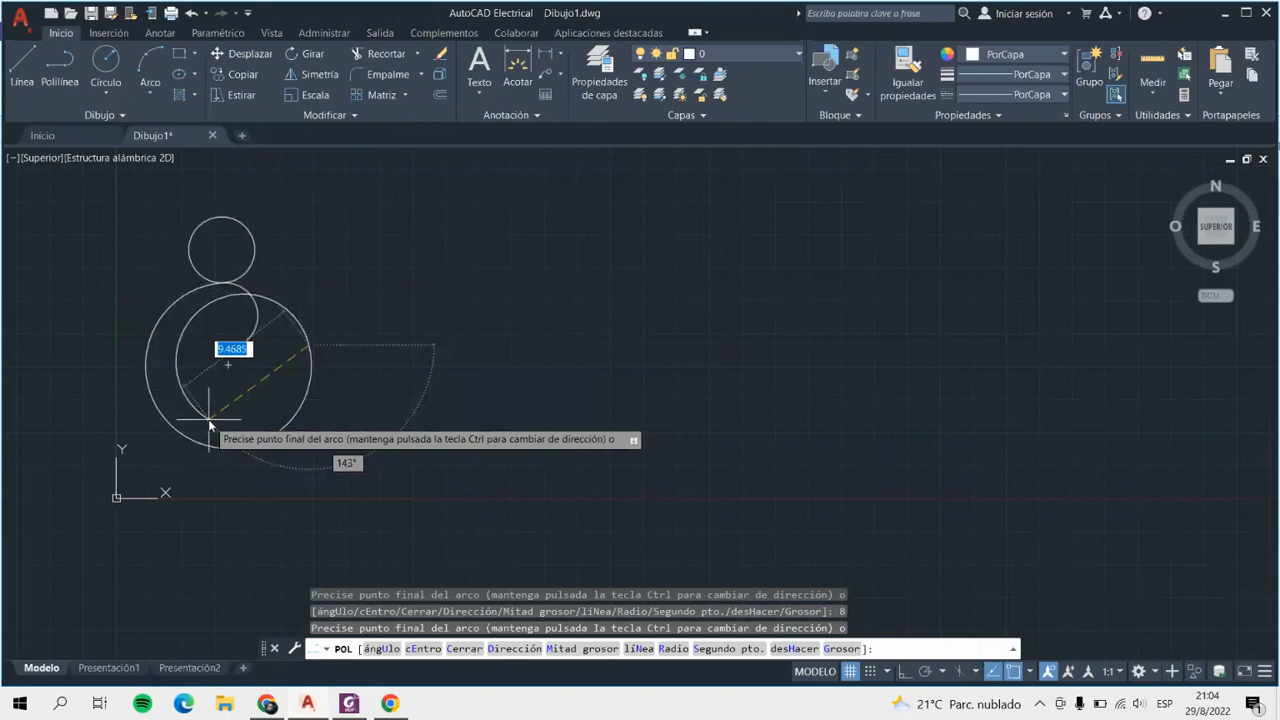 AutoCAD Electrical Dibujo1.dwg
Escriba palabra clave o frase
Iniciar sesión
Inicio Inserción Anotar Paramétrico Vista Administrar Salida Complementos Colaborar Aplicaciones destacadas
Línea Polilínea Círculo Arco
Desplazar Girar Recortar
Copiar Simetría Empalme
Estirar Escala Matriz
Texto Acotar
Propiedades de capa
0
Insertar
Igualar propiedades
PorCapa
PorCapa
PorCapa
Grupo
Medir
Pegar
Dibujo Modificar Anotación Capas Bloque Propiedades Grupos Utilidades Portapapeles
Inicio Dibujo1*
[−][Superior][Estructura alámbrica 2D]
N
O SUPERIOR E
S
SCU
9.4685
Precise punto final del arco (mantenga pulsada la tecla Ctrl para cambiar de dirección) o
143°
Y
X
Precise punto final del arco (mantenga pulsada la tecla Ctrl para cambiar de dirección) o
[ángUlo/cEntro/Cerrar/Dirección/Mitad grosor/líNea/Radio/Segundo pto./desHacer/Grosor]: 8
Precise punto final del arco (mantenga pulsada la tecla Ctrl para cambiar de dirección) o
POL [ángUlo cEntro Cerrar Dirección Mitad grosor líNea Radio Segundo pto. desHacer Grosor]:
Modelo Presentación1 Presentación2
MODELO 1:1
21°C Parc. nublado
ESP
21:04
29/8/2022
1